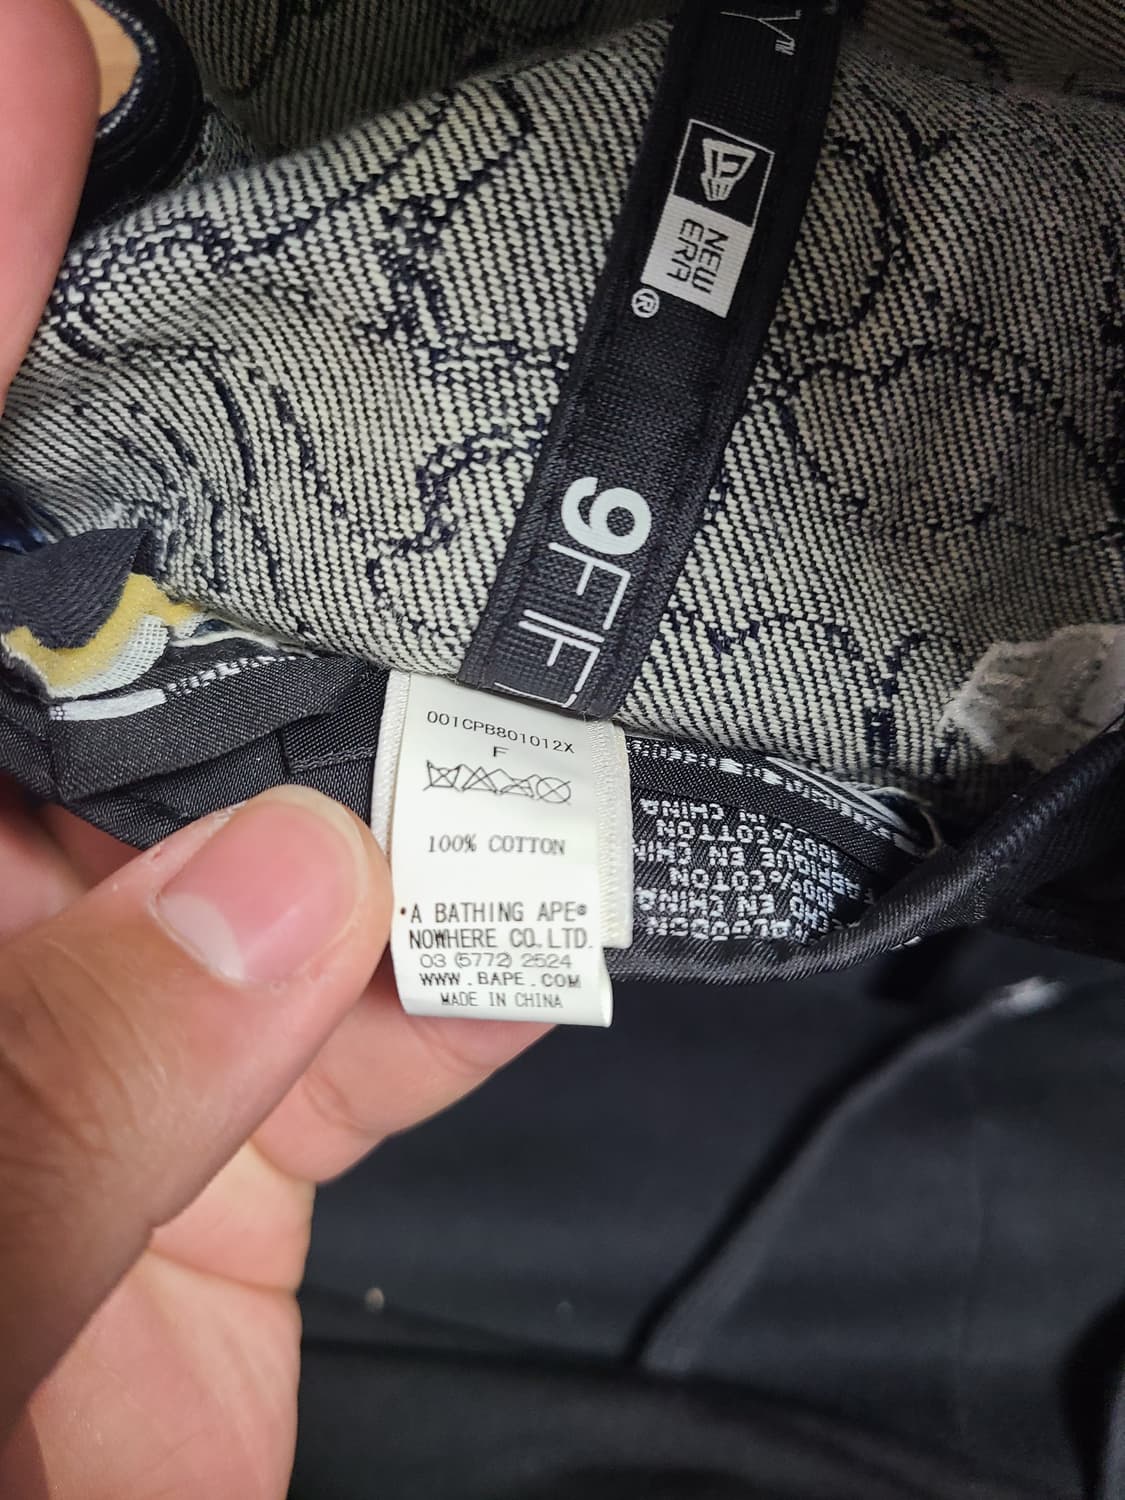 Y™
NEW
ERA®
9FIF
001CPB801012X
F
100% COTTON
•A BATHING APE®
NOWHERE CO.LTD.
03 (5772) 2524
WWW.BAPE.COM
MADE IN CHINA